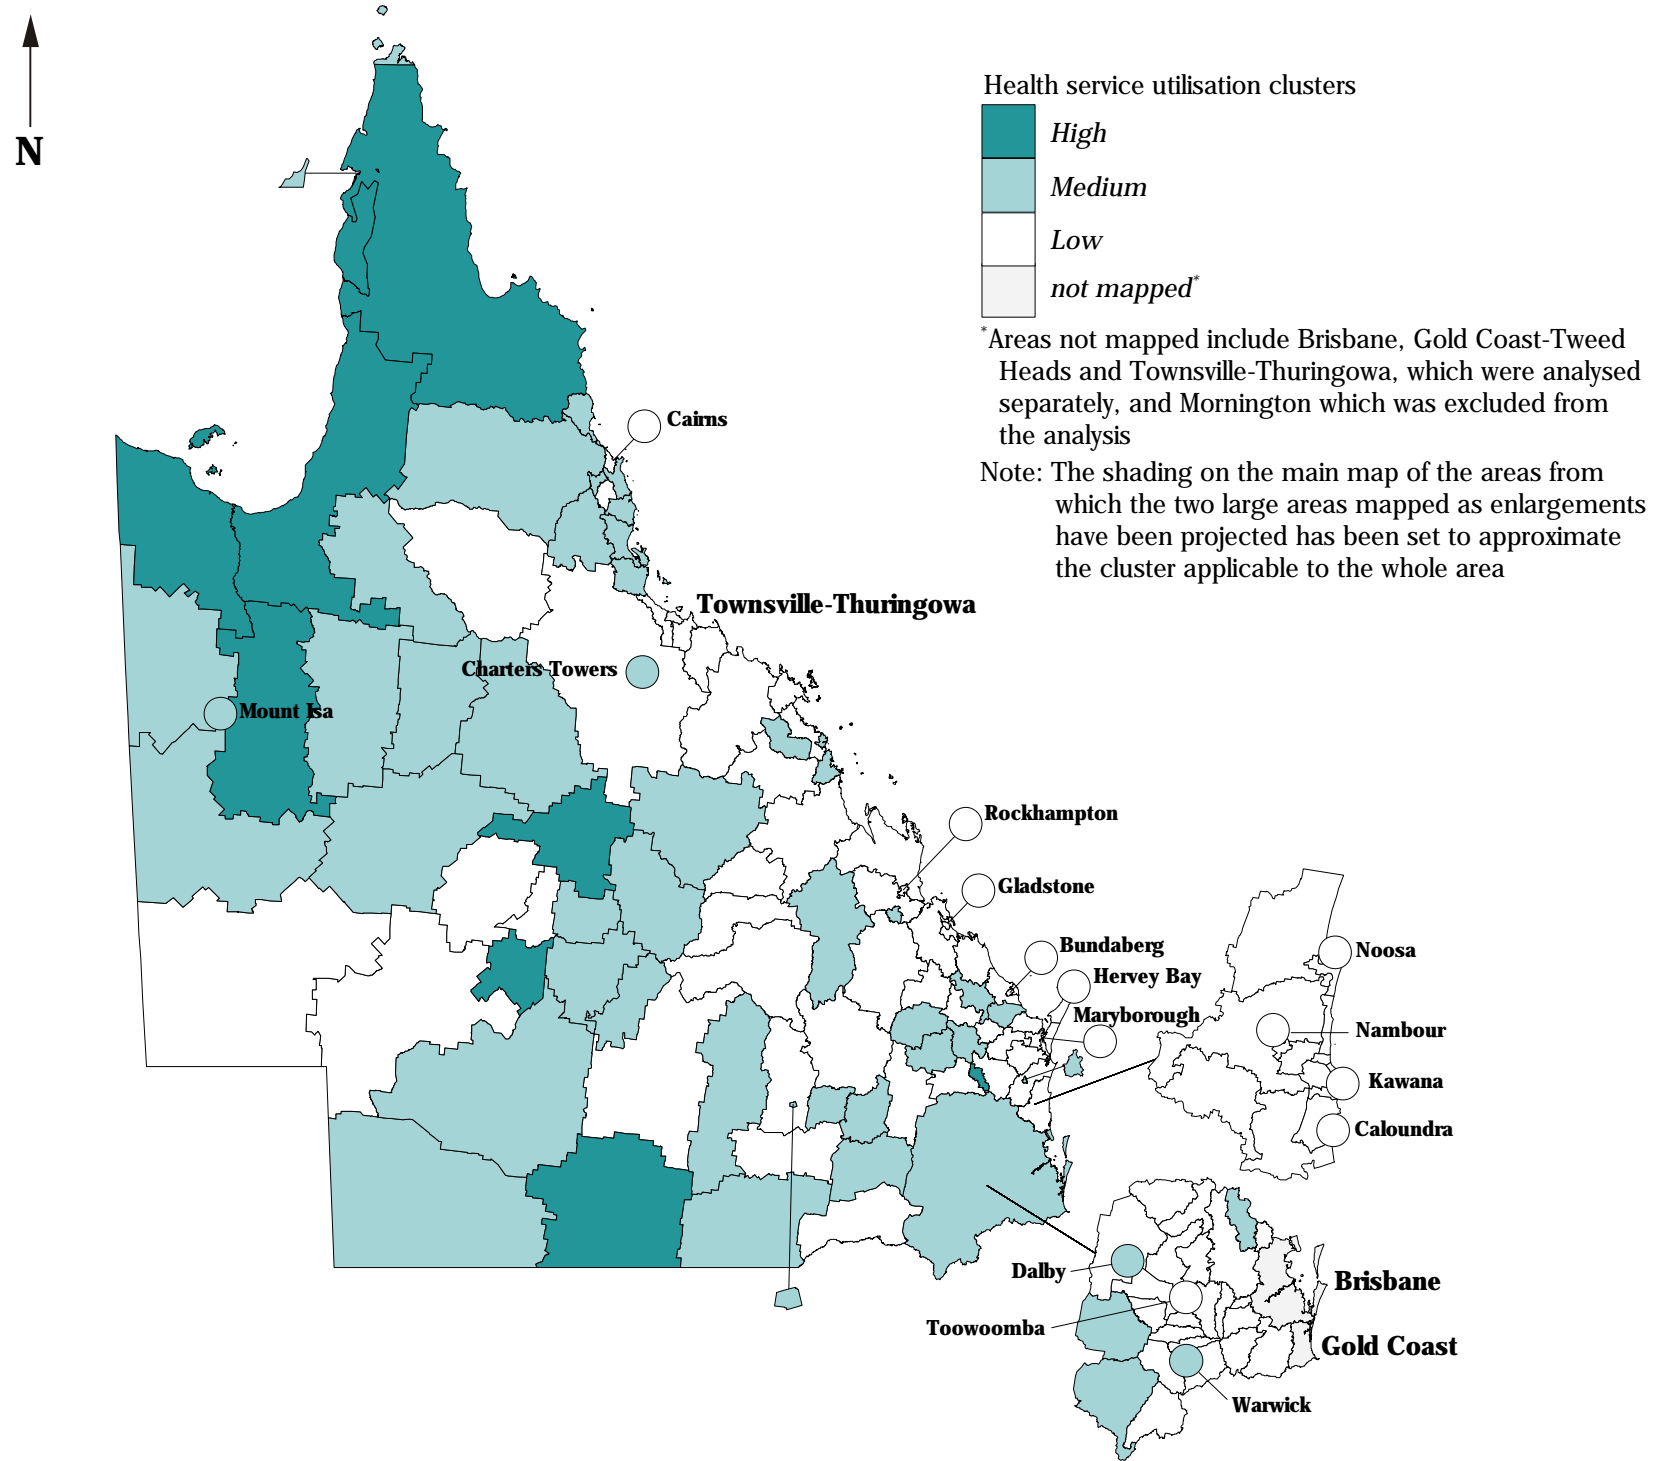 N
Health service utilisation clusters
High
Medium
Low
not mapped*
*Areas not mapped include Brisbane, Gold Coast-Tweed
Heads and Townsville-Thuringowa, which were analysed
separately, and Mornington which was excluded from
the analysis
Note: The shading on the main map of the areas from
which the two large areas mapped as enlargements
have been projected has been set to approximate
the cluster applicable to the whole area
Cairns
Townsville-Thuringowa
Charters Towers
Mount Isa
Rockhampton
Gladstone
Bundaberg
Hervey Bay
Maryborough
Noosa
Nambour
Kawana
Caloundra
Dalby
Brisbane
Toowoomba
Gold Coast
Warwick